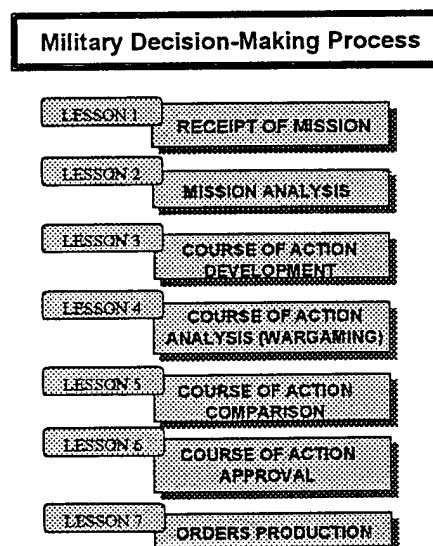 Military Decision-Making Process
LESSON 1
RECEIPT OF MISSION
LESSON 2
MISSION ANALYSIS
LESSON 3
COURSE OF ACTION
DEVELOPMENT
LESSON 4
COURSE OF ACTION
ANALYSIS (WARGAMING)
LESSON 5
COURSE OF ACTION
COMPARISON
LESSON 6
COURSE OF ACTION
APPROVAL
LESSON 7
ORDERS PRODUCTION